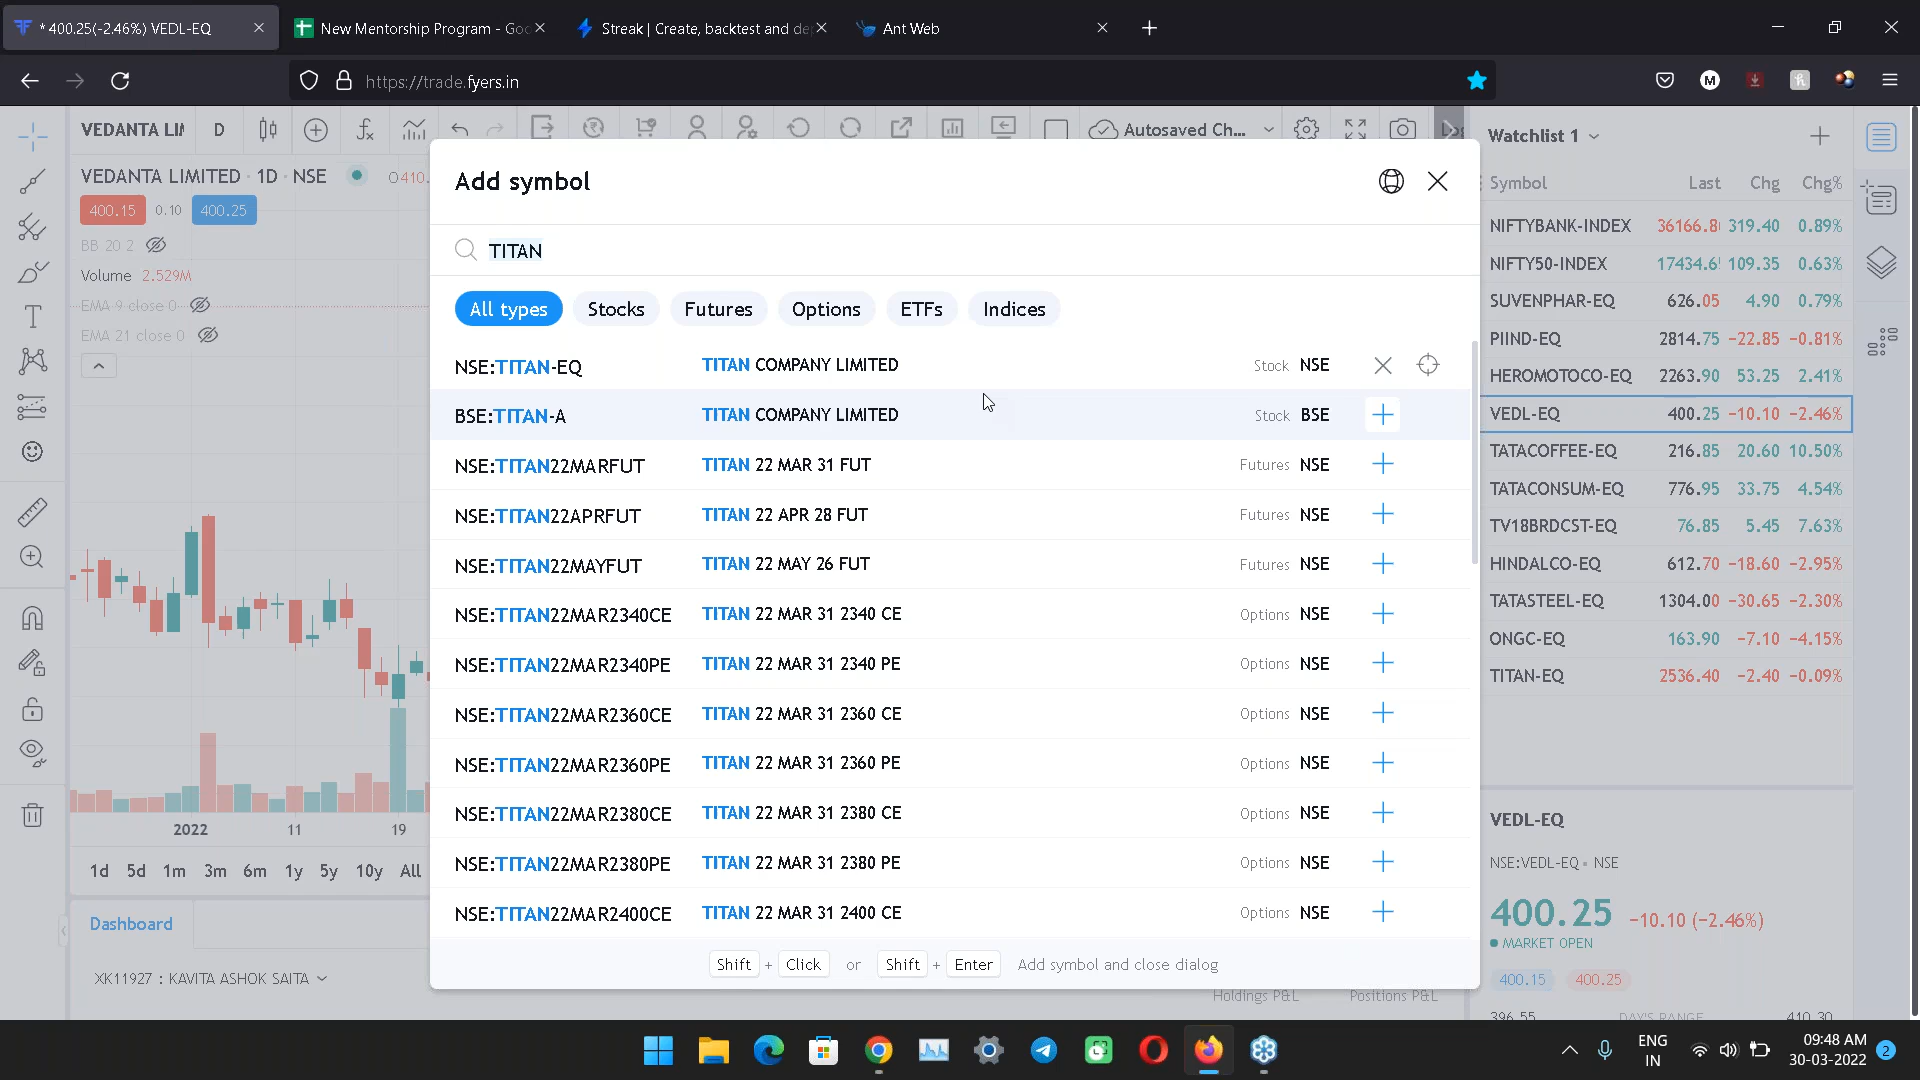 * 400.25(-2.46%) VEDL-EQ
New Mentorship Program - Goo
Streak | Create, backtest and de
Ant Web
https://trade.fyers.in
VEDANTA LI
D
Autosaved Ch...
Watchlist 1
VEDANTA LIMITED · 1D · NSE
O410.
400.15 0.10 400.25
BB 20 2
Volume 2.529M
EMA 9 close 0
EMA 21 close 0
2022 11 19
1d 5d 1m 3m 6m 1y 5y 10y All
Dashboard
XK11927 : KAVITA ASHOK SAITA
Holdings P&L Positions P&L
Add symbol
TITAN
All types Stocks Futures Options ETFs Indices
NSE:TITAN-EQ TITAN COMPANY LIMITED Stock NSE
BSE:TITAN-A TITAN COMPANY LIMITED Stock BSE
NSE:TITAN22MARFUT TITAN 22 MAR 31 FUT Futures NSE
NSE:TITAN22APRFUT TITAN 22 APR 28 FUT Futures NSE
NSE:TITAN22MAYFUT TITAN 22 MAY 26 FUT Futures NSE
NSE:TITAN22MAR2340CE TITAN 22 MAR 31 2340 CE Options NSE
NSE:TITAN22MAR2340PE TITAN 22 MAR 31 2340 PE Options NSE
NSE:TITAN22MAR2360CE TITAN 22 MAR 31 2360 CE Options NSE
NSE:TITAN22MAR2360PE TITAN 22 MAR 31 2360 PE Options NSE
NSE:TITAN22MAR2380CE TITAN 22 MAR 31 2380 CE Options NSE
NSE:TITAN22MAR2380PE TITAN 22 MAR 31 2380 PE Options NSE
NSE:TITAN22MAR2400CE TITAN 22 MAR 31 2400 CE Options NSE
Shift + Click or Shift + Enter Add symbol and close dialog
Symbol Last Chg Chg%
NIFTYBANK-INDEX 36166.8 319.40 0.89%
NIFTY50-INDEX 17434.6 109.35 0.63%
SUVENPHAR-EQ 626.05 4.90 0.79%
PIIND-EQ 2814.75 -22.85 -0.81%
HEROMOTOCO-EQ 2263.90 53.25 2.41%
VEDL-EQ 400.25 -10.10 -2.46%
TATACOFFEE-EQ 216.85 20.60 10.50%
TATACONSUM-EQ 776.95 33.75 4.54%
TV18BRDCST-EQ 76.85 5.45 7.63%
HINDALCO-EQ 612.70 -18.60 -2.95%
TATASTEEL-EQ 1304.00 -30.65 -2.30%
ONGC-EQ 163.90 -7.10 -4.15%
TITAN-EQ 2536.40 -2.40 -0.09%
VEDL-EQ
NSE:VEDL-EQ • NSE
400.25 -10.10 (-2.46%)
MARKET OPEN
400.15 400.25
396.55 DAY'S RANGE 410.30
ENG
IN
09:48 AM
30-03-2022
2